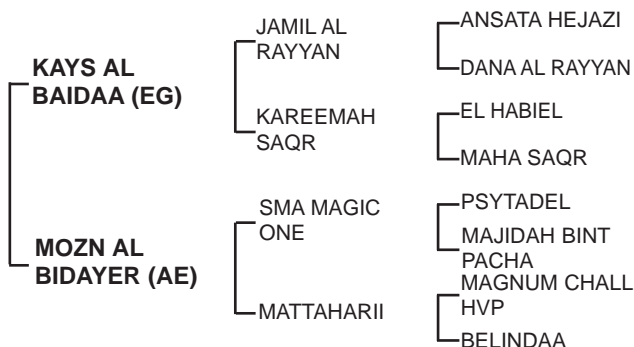 KAYS AL
BAIDAA (EG)
JAMIL AL
RAYYAN
ANSATA HEJAZI
DANA AL RAYYAN
KAREEMAH
SAQR
EL HABIEL
MAHA SAQR
MOZN AL
BIDAYER (AE)
SMA MAGIC
ONE
PSYTADEL
MAJIDAH BINT
PACHA
MATTAHARII
MAGNUM CHALL
HVP
BELINDAA